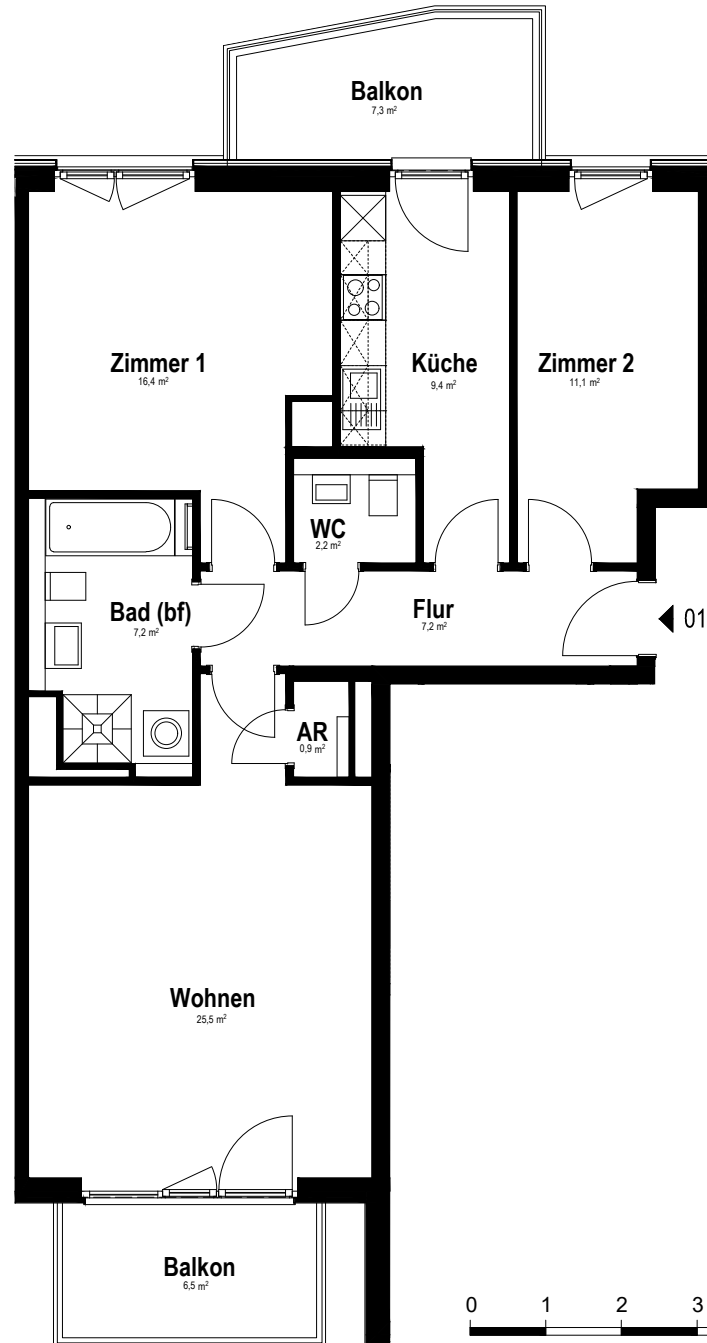 Balkon
7,3 m²
Zimmer 1
16,4 m²
Küche
9,4 m²
Zimmer 2
11,1 m²
WC
2,2 m²
Bad (bf)
7,2 m²
Flur
7,2 m²
01
AR
0,9 m²
Wohnen
25,5 m²
Balkon
6,5 m²
0 1 2 3